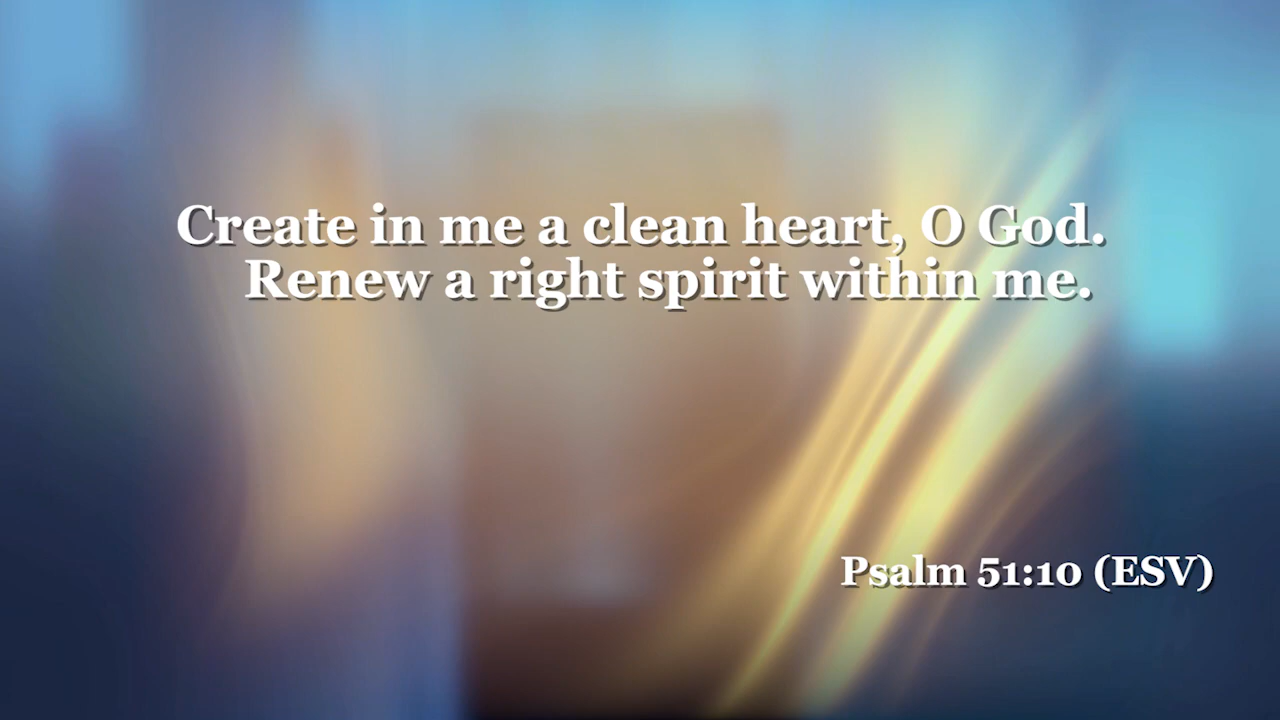 Create in me a clean heart, O God.
Renew a right spirit within me.
Psalm 51:10 (ESV)